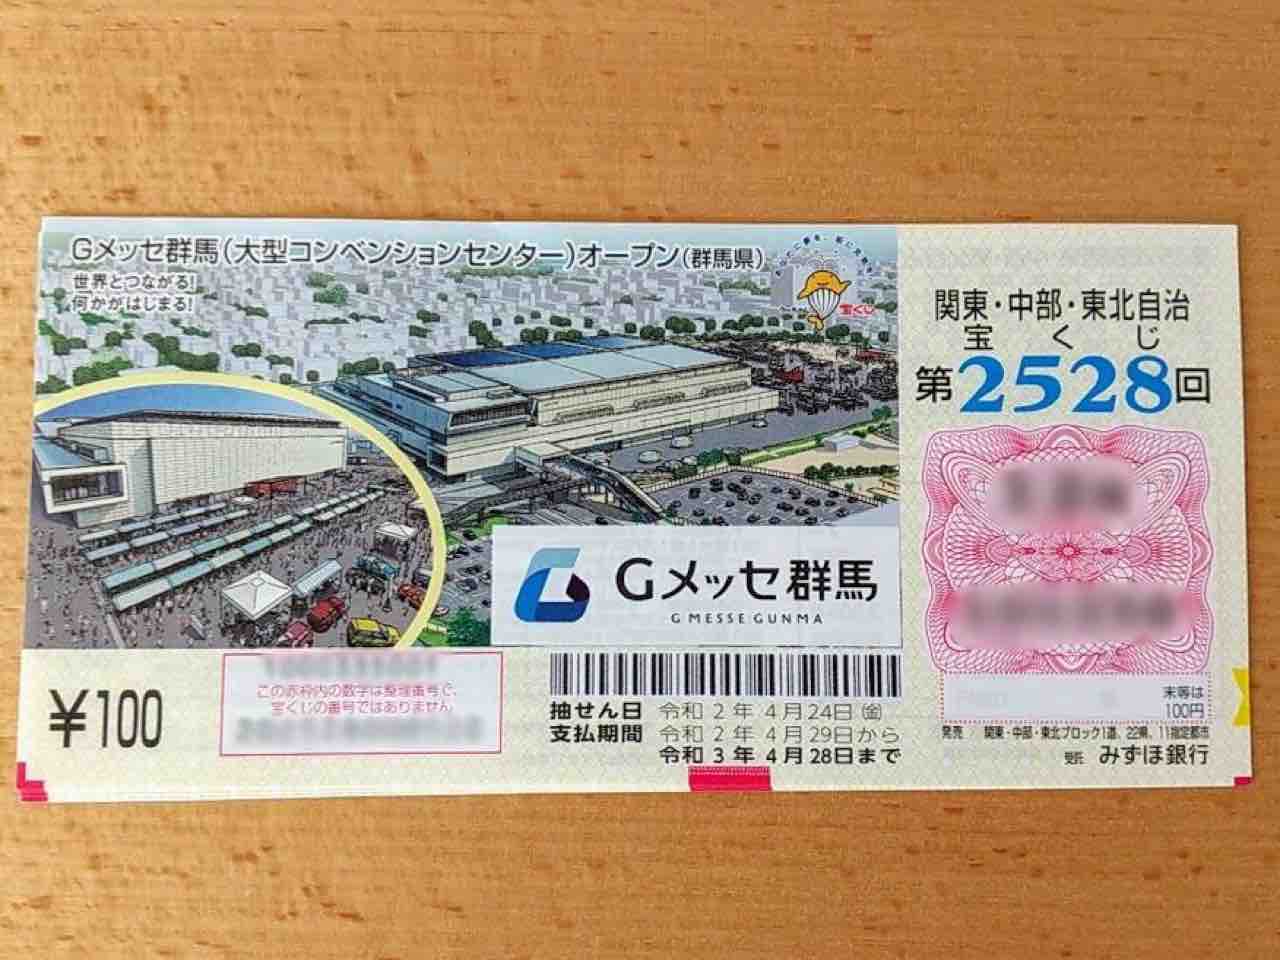 Gメッセ群馬(大型コンベンションセンター)オープン(群馬県)
世界とつながる!
何かがはじまる!
宝くじ
関東・中部・東北自治
宝くじ
第2528回
Gメッセ群馬
G MESSE GUNMA
¥100
この赤枠内の数字は整理番号で、
宝くじの番号ではありません。
抽せん日 令和2年4月24日(金)
支払期間 令和2年4月29日から
令和3年4月28日まで
末等は
100円
発売 関東・中部・東北ブロック1道、22県、11指定都市
受託 みずほ銀行